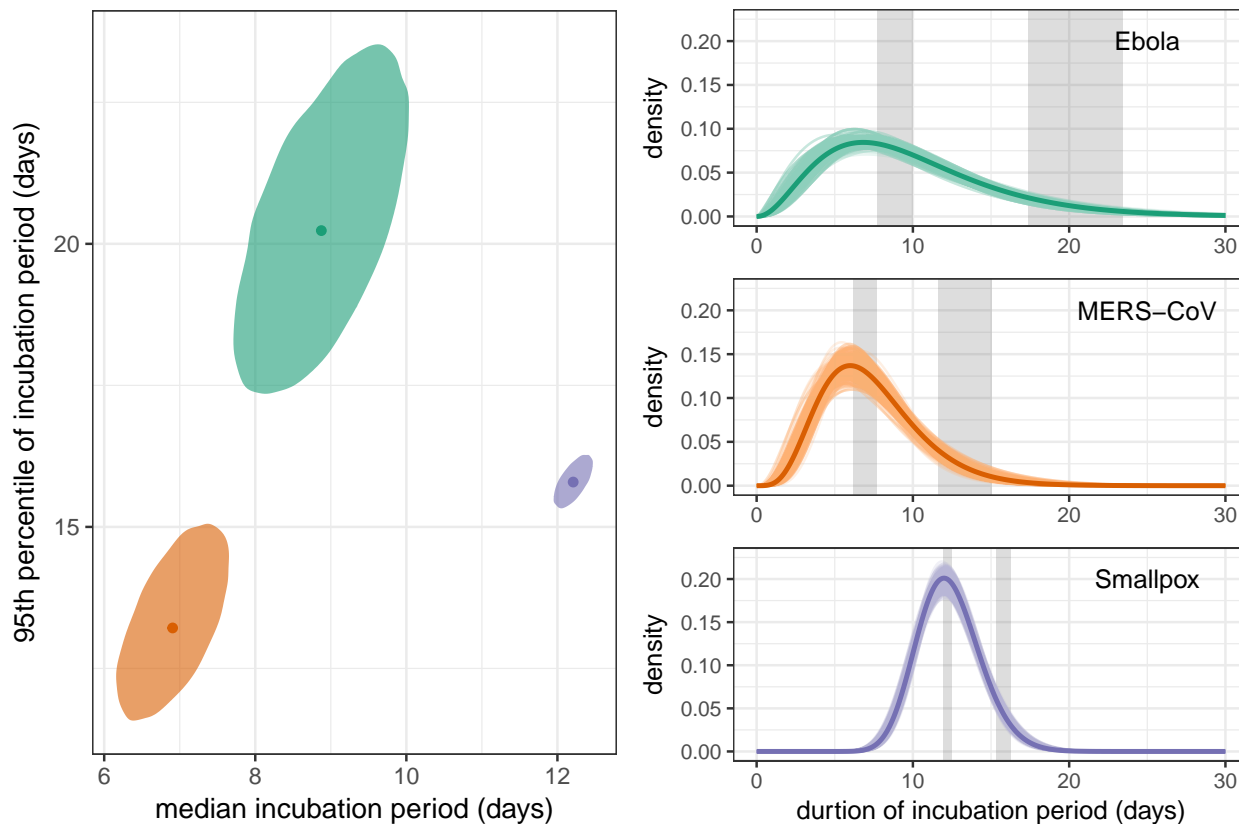 95th percentile of incubation period (days)
20
15
6 8 10 12
median incubation period (days)
Ebola
density
0.20
0.15
0.10
0.05
0.00
0 10 20 30
MERS−CoV
density
0.20
0.15
0.10
0.05
0.00
0 10 20 30
Smallpox
density
0.20
0.15
0.10
0.05
0.00
0 10 20 30
durtion of incubation period (days)